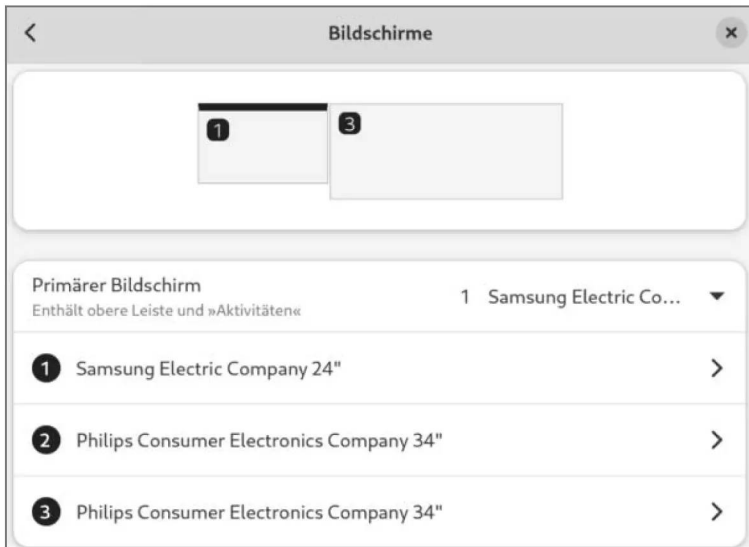 Bildschirme
1
3
Primärer Bildschirm
1 Samsung Electric Co...
Enthält obere Leiste und »Aktivitäten«
1 Samsung Electric Company 24"
2 Philips Consumer Electronics Company 34"
3 Philips Consumer Electronics Company 34"